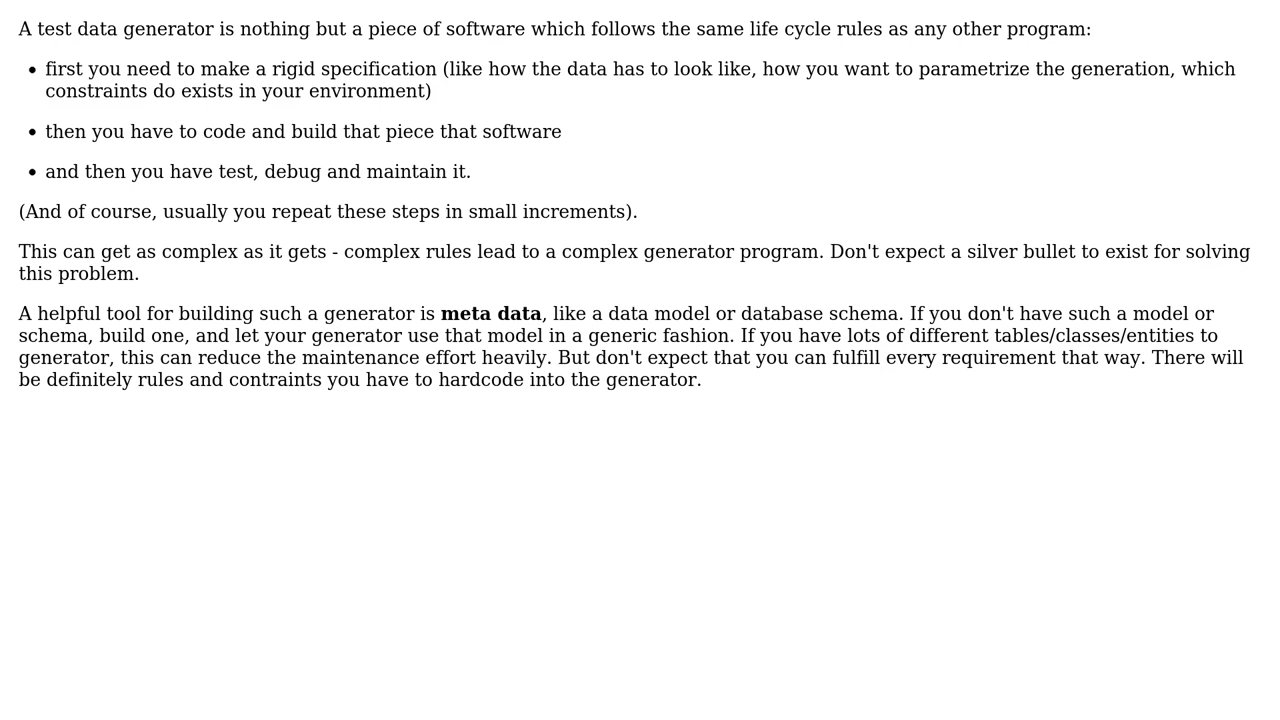 A test data generator is nothing but a piece of software which follows the same life cycle rules as any other program:
• first you need to make a rigid specification (like how the data has to look like, how you want to parametrize the generation, which
constraints do exists in your environment)
• then you have to code and build that piece that software
• and then you have test, debug and maintain it.
(And of course, usually you repeat these steps in small increments).
This can get as complex as it gets - complex rules lead to a complex generator program. Don't expect a silver bullet to exist for solving
this problem.
A helpful tool for building such a generator is meta data, like a data model or database schema. If you don't have such a model or
schema, build one, and let your generator use that model in a generic fashion. If you have lots of different tables/classes/entities to
generator, this can reduce the maintenance effort heavily. But don't expect that you can fulfill every requirement that way. There will
be definitely rules and contraints you have to hardcode into the generator.